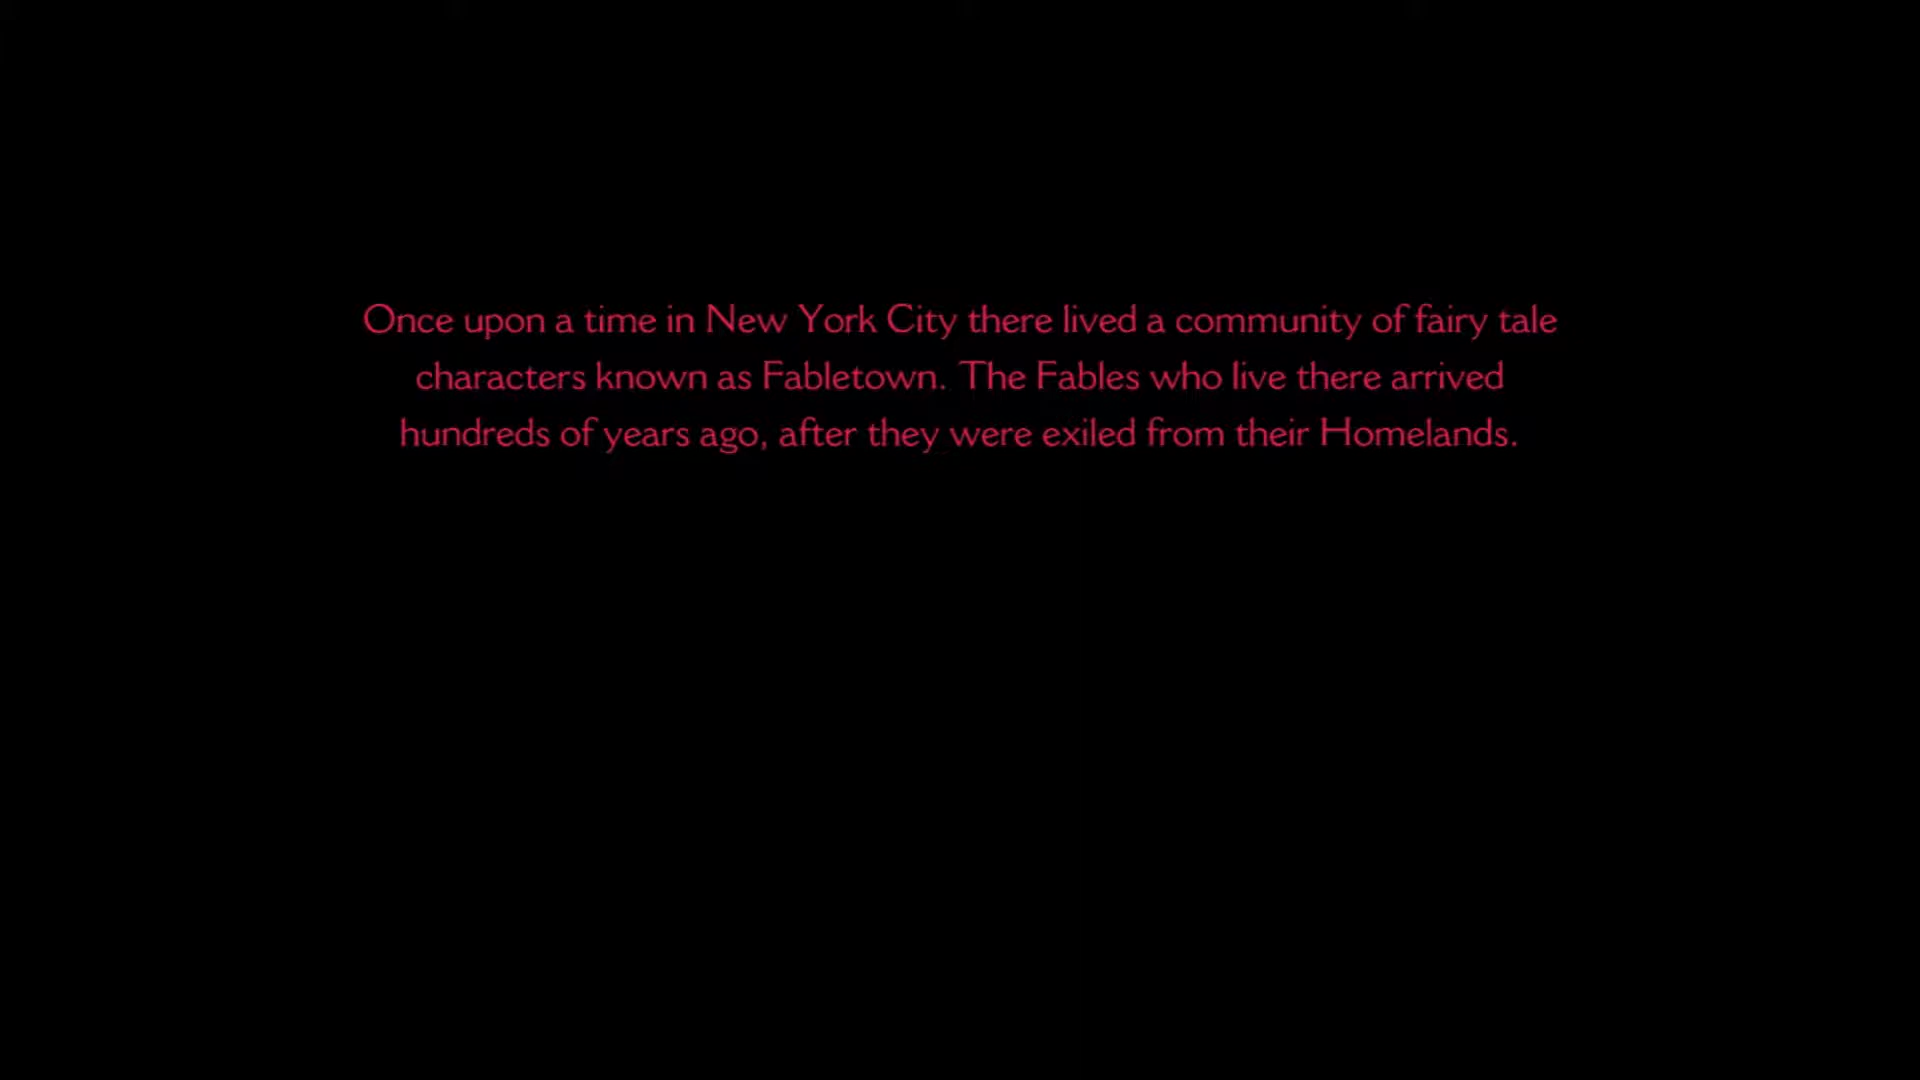 Once upon a time in New York City there lived a community of fairy tale
characters known as Fabletown. The Fables who live there arrived
hundreds of years ago, after they were exiled from their Homelands.